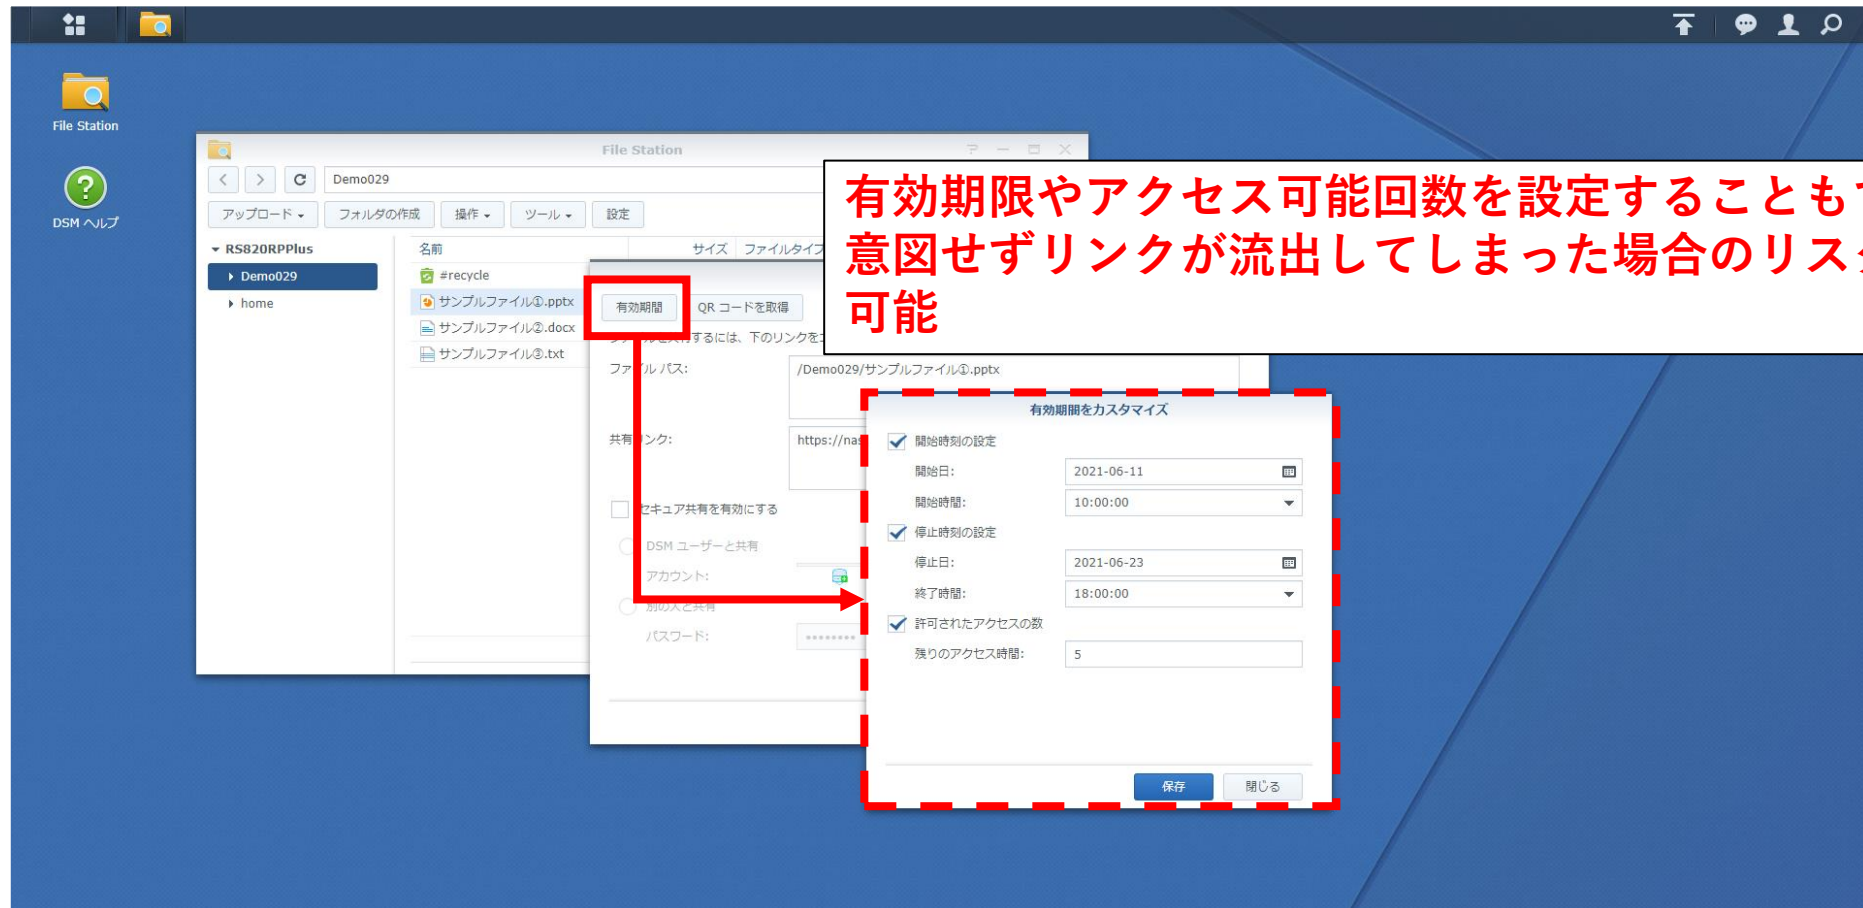 File Station
DSM ヘルプ
File Station
Demo029
アップロード
フォルダの作成
操作
ツール
設定
RS820RPPlus
Demo029
home
名前
サイズ
ファイルタイプ
#recycle
サンプルファイル①.pptx
サンプルファイル②.docx
サンプルファイル③.txt
有効期限やアクセス可能回数を設定することも
意図せずリンクが流出してしまった場合のリス
可能
有効期間
QR コードを取得
するには、下のリンクを
ファイル パス:
/Demo029/サンプルファイル①.pptx
共有リンク:
https://nas
セキュア共有を有効にする
DSM ユーザーと共有
アカウント:
別の人と共有
パスワード:
••••••••
有効期間をカスタマイズ
開始時刻の設定
開始日:
2021-06-11
開始時間:
10:00:00
停止時刻の設定
停止日:
2021-06-23
終了時間:
18:00:00
許可されたアクセスの数
残りのアクセス時間:
5
保存
閉じる